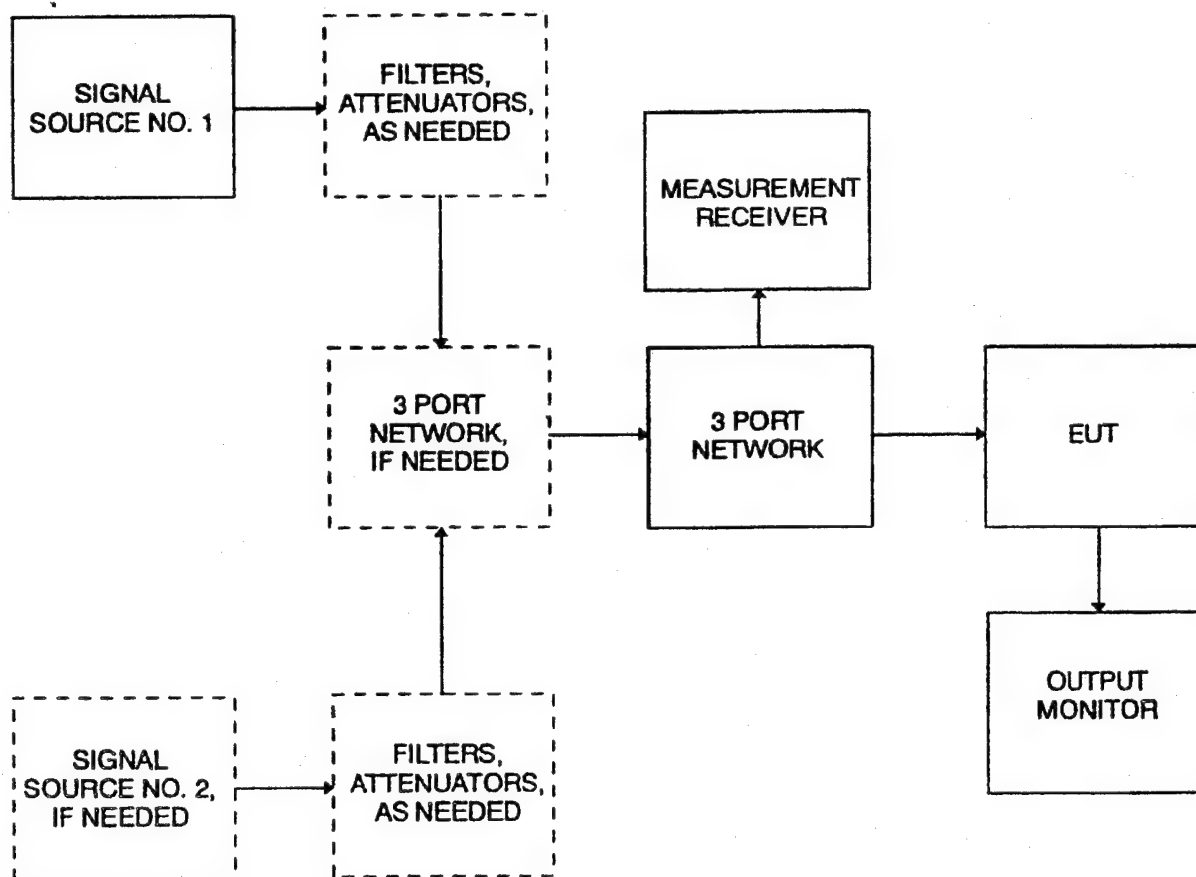 SIGNAL
SOURCE NO. 1
FILTERS,
ATTENUATORS,
AS NEEDED
MEASUREMENT
RECEIVER
3 PORT
NETWORK,
IF NEEDED
3 PORT
NETWORK
EUT
OUTPUT
MONITOR
SIGNAL
SOURCE NO. 2,
IF NEEDED
FILTERS,
ATTENUATORS,
AS NEEDED